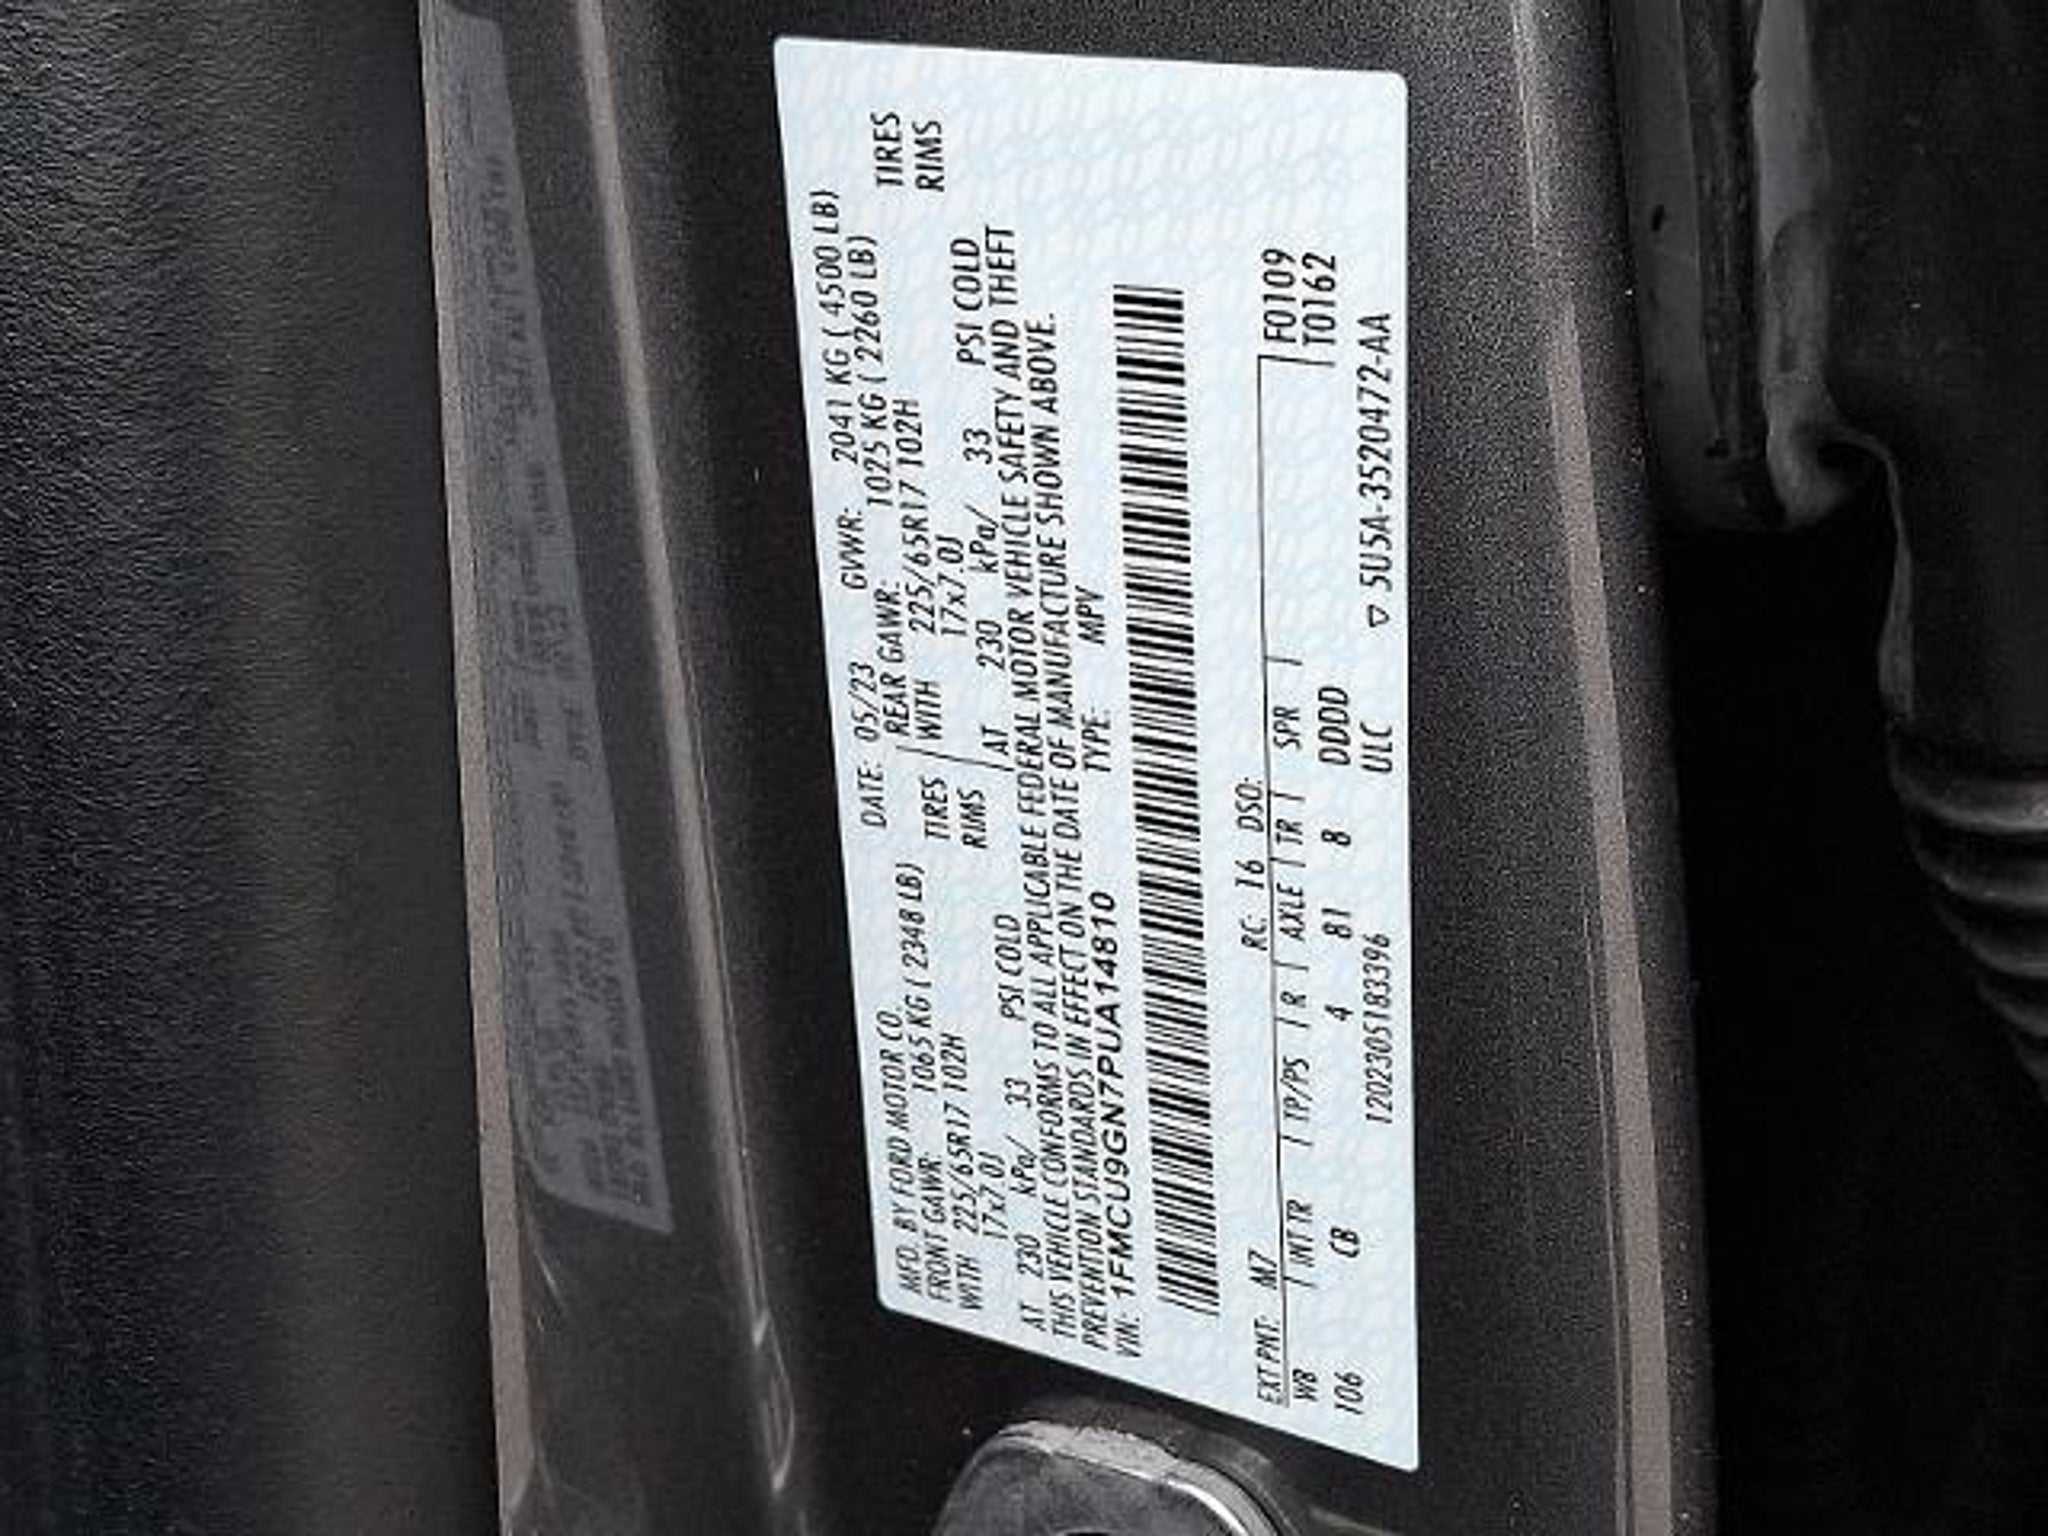 MFD. BY FORD MOTOR CO. DATE: 05/23 GVWR: 2041 KG ( 4500 LB)
FRONT GAWR: 1065 KG ( 2348 LB) REAR GAWR: 1025 KG ( 2260 LB)
WITH 225/65R17 102H TIRES WITH 225/65R17 102H TIRES
17x7.0J RIMS 17x7.0J RIMS
AT 230 kPa/ 33 PSI COLD AT 230 kPa/ 33 PSI COLD
THIS VEHICLE CONFORMS TO ALL APPLICABLE FEDERAL MOTOR VEHICLE SAFETY AND THEFT
PREVENTION STANDARDS IN EFFECT ON THE DATE OF MANUFACTURE SHOWN ABOVE.
VIN: 1FMCU9GN7PUA14810 TYPE: MPV
EXT PNT: M7 RC: 16 DSO: F0109
WB INT TR TP/PS R AXLE TR SPR T0162
106 CB 4 81 8 DDDD
1202305183396 ULC ▽ 5U5A-3520472-AA